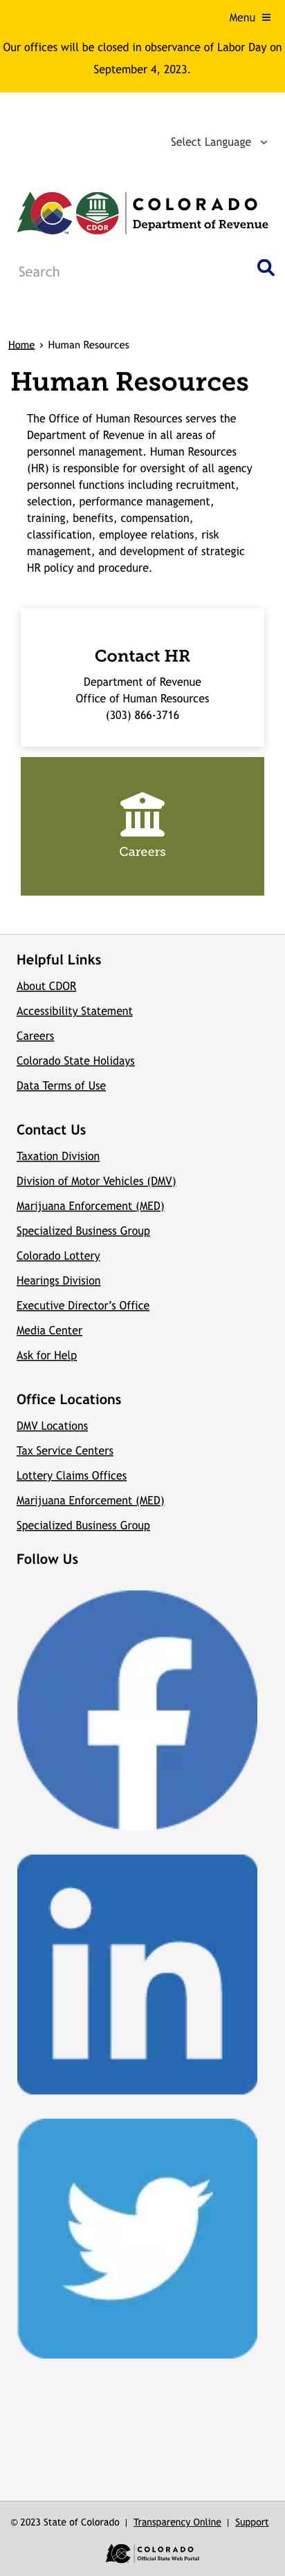 Menu
Our offices will be closed in observance of Labor Day on
September 4, 2023.
Select Language
CDOR
COLORADO
Department of Revenue
Search
Home › Human Resources
Human Resources
The Office of Human Resources serves the
Department of Revenue in all areas of
personnel management. Human Resources
(HR) is responsible for oversight of all agency
personnel functions including recruitment,
selection, performance management,
training, benefits, compensation,
classification, employee relations, risk
management, and development of strategic
HR policy and procedure.
Contact HR
Department of Revenue
Office of Human Resources
(303) 866-3716
Careers
Helpful Links
About CDOR
Accessibility Statement
Careers
Colorado State Holidays
Data Terms of Use
Contact Us
Taxation Division
Division of Motor Vehicles (DMV)
Marijuana Enforcement (MED)
Specialized Business Group
Colorado Lottery
Hearings Division
Executive Director's Office
Media Center
Ask for Help
Office Locations
DMV Locations
Tax Service Centers
Lottery Claims Offices
Marijuana Enforcement (MED)
Specialized Business Group
Follow Us
f
in
© 2023 State of Colorado | Transparency Online | Support
COLORADO
Official State Web Portal